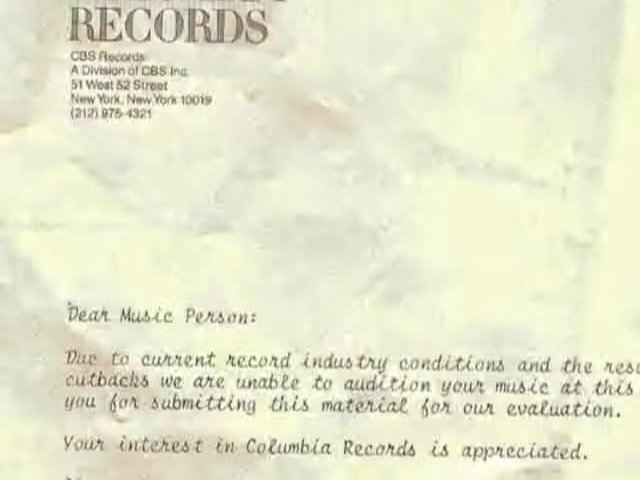 RECORDS
CBS Records
A Division of CBS Inc.
51 West 52 Street
New York, New York 10019
(212) 975-4321
Dear Music Person:
Due to current record industry conditions and the
cutbacks we are unable to audition your music at this
you for submitting this material for our evaluation.
Your interest in Columbia Records is appreciated.